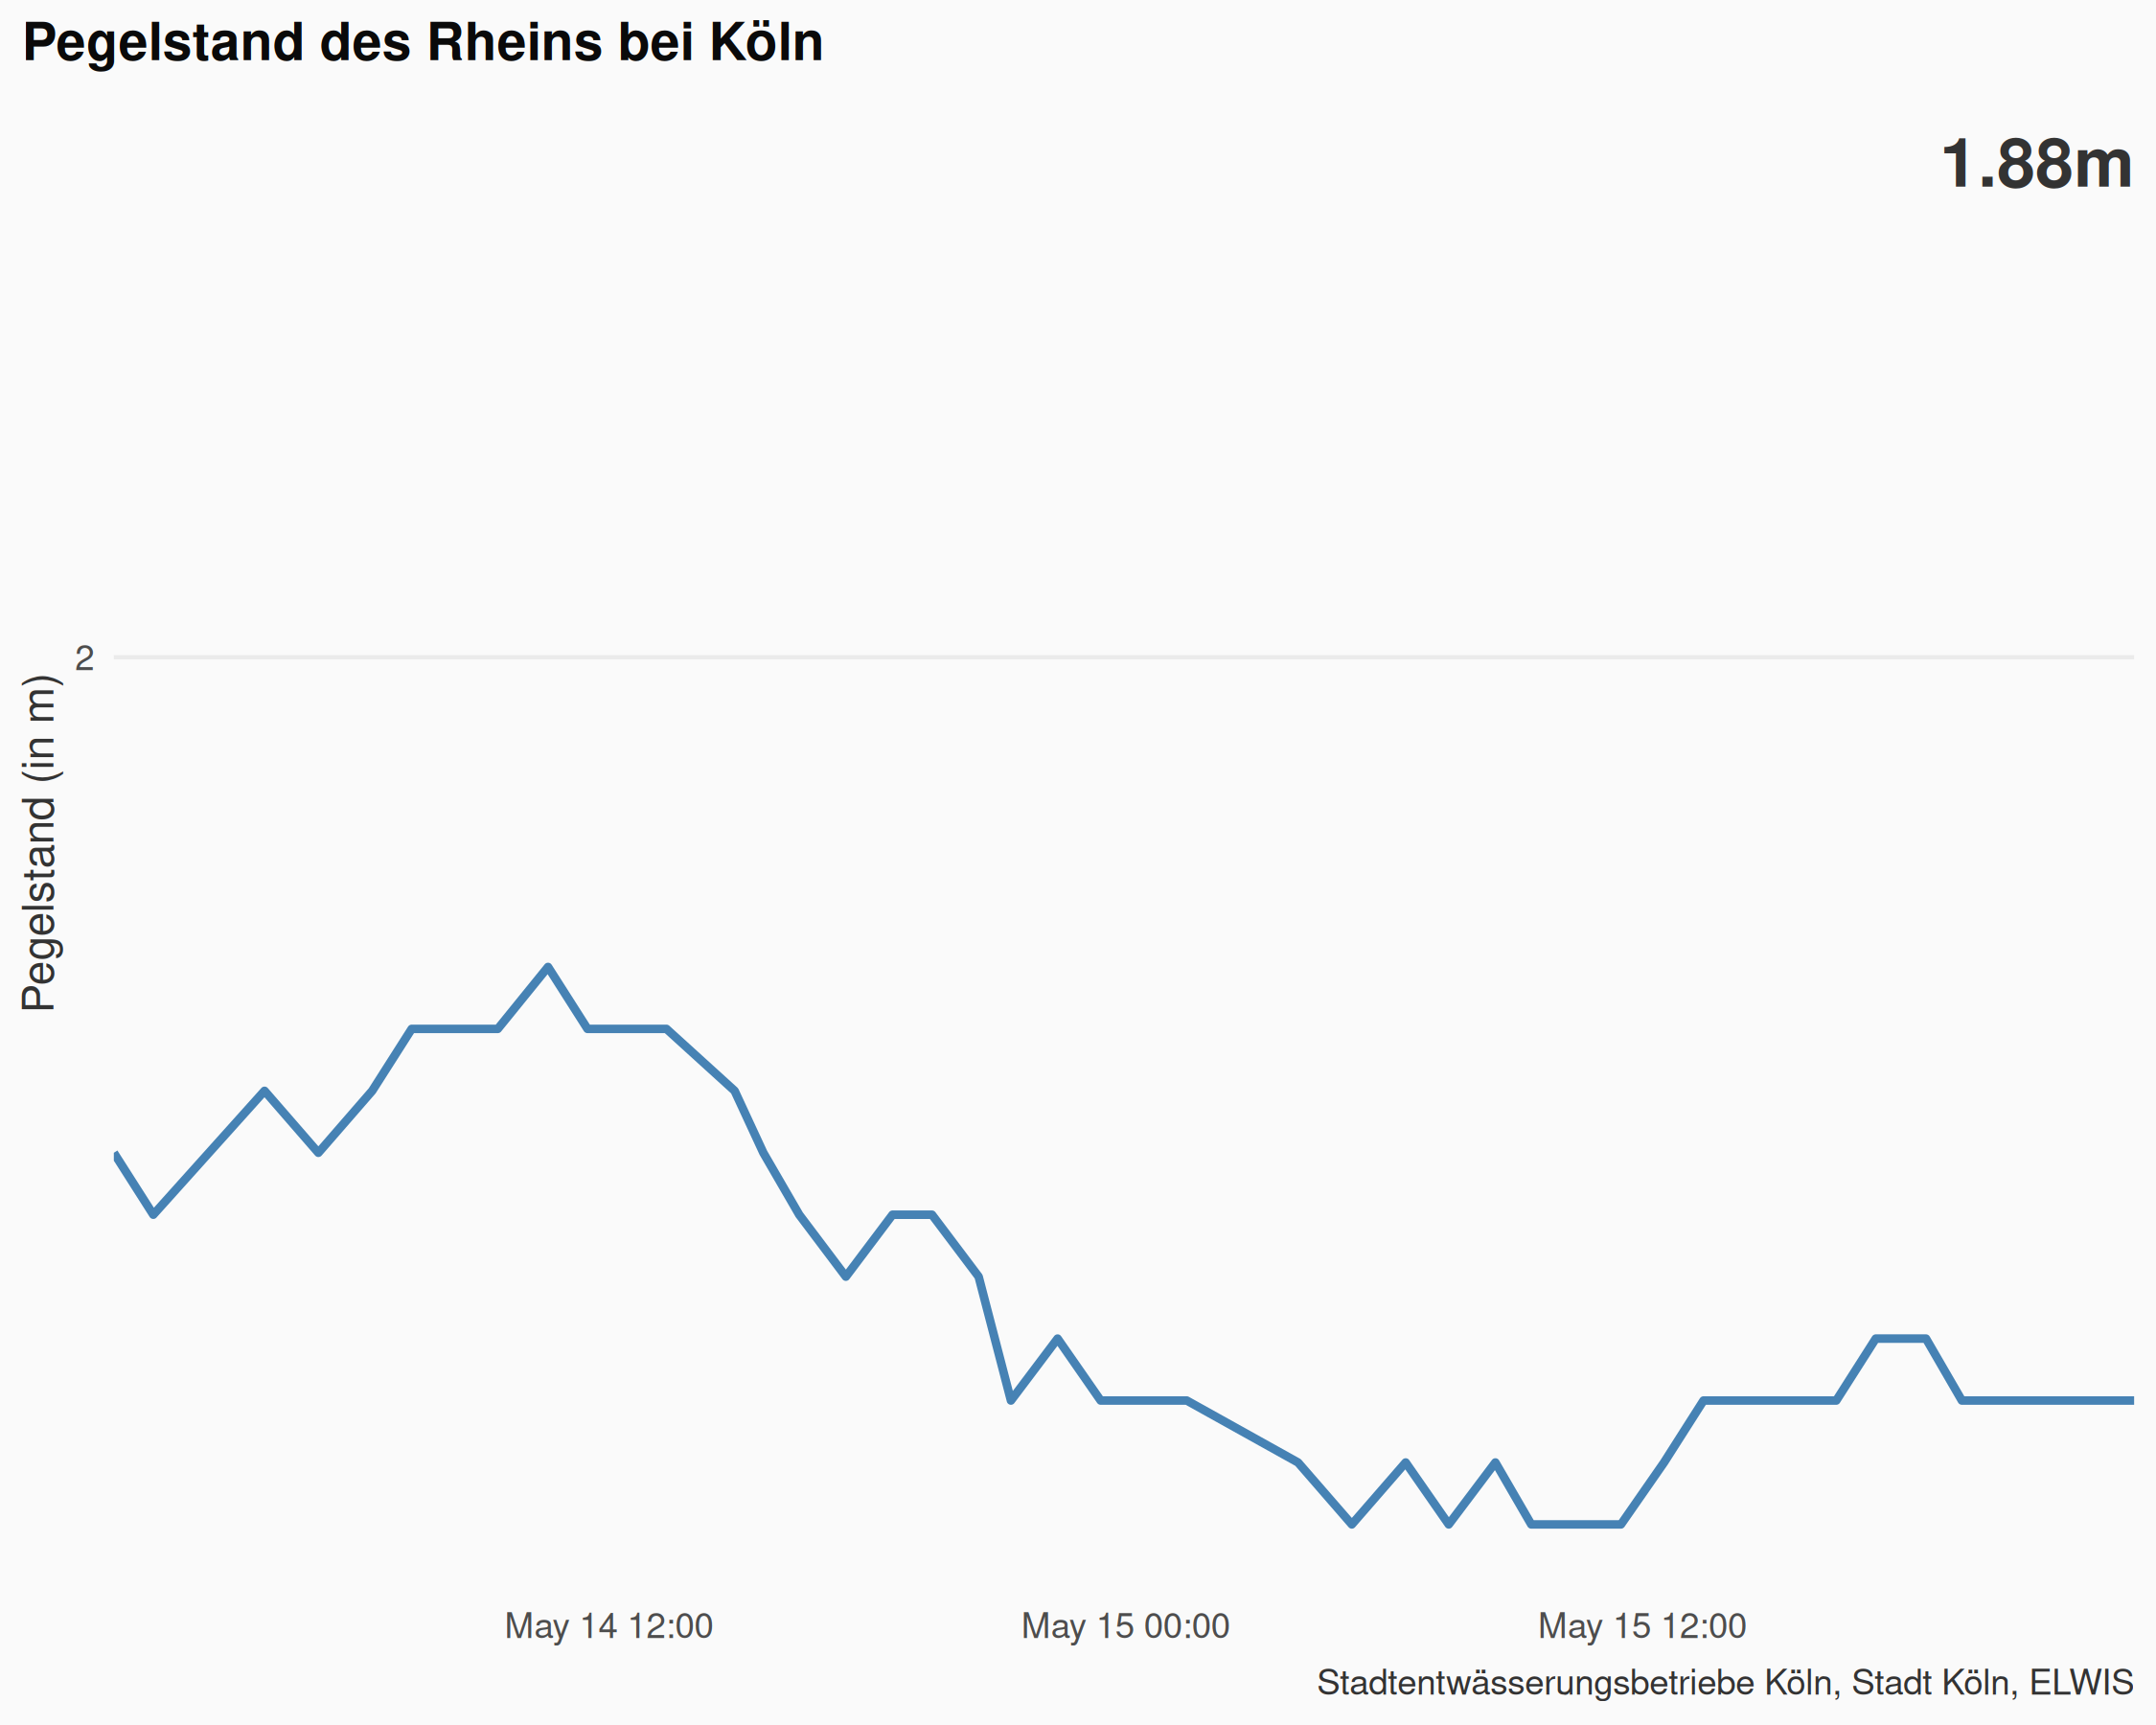 Pegelstand des Rheins bei Köln
1.88m
2
Pegelstand (in m)
May 14 12:00
May 15 00:00
May 15 12:00
Stadtentwässerungsbetriebe Köln, Stadt Köln, ELWIS